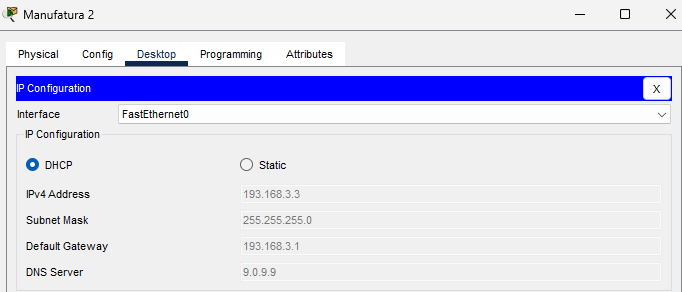 Manufatura 2
Physical Config Desktop Programming Attributes
IP Configuration X
Interface FastEthernet0
IP Configuration
DHCP Static
IPv4 Address 193.168.3.3
Subnet Mask 255.255.255.0
Default Gateway 193.168.3.1
DNS Server 9.0.9.9